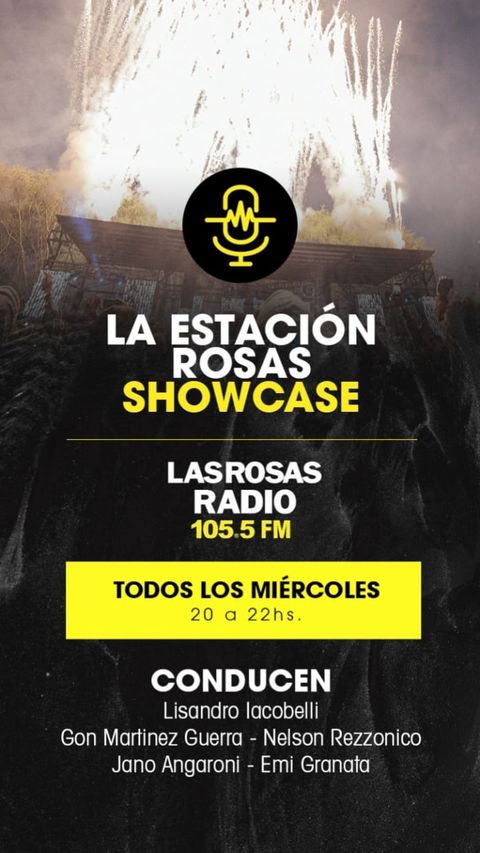 LA ESTACIÓN
ROSAS
SHOWCASE
LASROSAS
RADIO
105.5 FM
TODOS LOS MIÉRCOLES
20 a 22hs.
CONDUCEN
Lisandro Iacobelli
Gon Martinez Guerra - Nelson Rezzonico
Jano Angaroni - Emi Granata